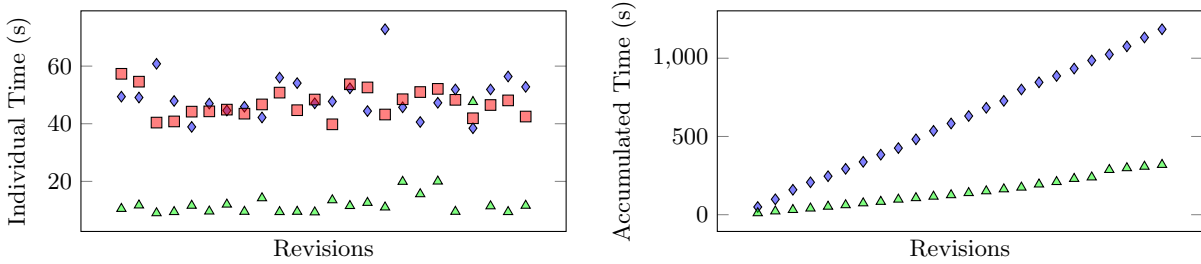 Individual Time (s)
60
40
20
Revisions
Accumulated Time (s)
1,000
500
0
Revisions